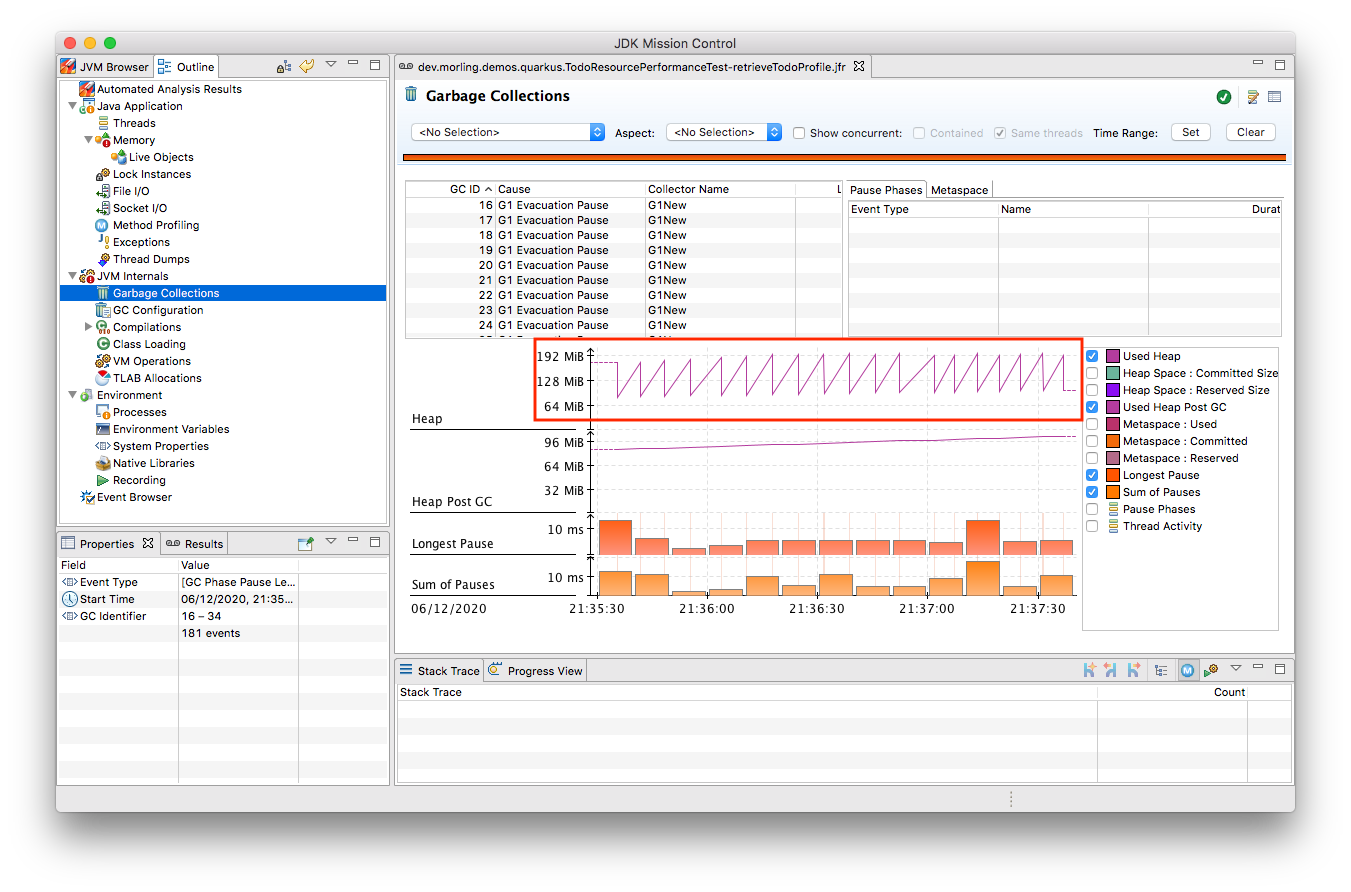 JDK Mission Control
JVM Browser
Outline
Automated Analysis Results
Java Application
Threads
Memory
Live Objects
Lock Instances
File I/O
Socket I/O
Method Profiling
Exceptions
Thread Dumps
JVM Internals
Garbage Collections
GC Configuration
Compilations
Class Loading
VM Operations
TLAB Allocations
Environment
Processes
Environment Variables
System Properties
Native Libraries
Recording
Event Browser
Properties
Results
Field Value
Event Type [GC Phase Pause Le...
Start Time 06/12/2020, 21:35...
GC Identifier 16 – 34
181 events
dev.morling.demos.quarkus.TodoResourcePerformanceTest-retrieveTodoProfile.jfr
Garbage Collections
<No Selection> Aspect: <No Selection> Show concurrent: Contained Same threads Time Range: Set Clear
GC ID Cause Collector Name L
16 G1 Evacuation Pause G1New
17 G1 Evacuation Pause G1New
18 G1 Evacuation Pause G1New
19 G1 Evacuation Pause G1New
20 G1 Evacuation Pause G1New
21 G1 Evacuation Pause G1New
22 G1 Evacuation Pause G1New
23 G1 Evacuation Pause G1New
24 G1 Evacuation Pause G1New
Pause Phases Metaspace
Event Type Name Durat
192 MiB
128 MiB
64 MiB
Heap
96 MiB
64 MiB
32 MiB
Heap Post GC
10 ms
Longest Pause
10 ms
Sum of Pauses
06/12/2020 21:35:30 21:36:00 21:36:30 21:37:00 21:37:30
Used Heap
Heap Space : Committed Size
Heap Space : Reserved Size
Used Heap Post GC
Metaspace : Used
Metaspace : Committed
Metaspace : Reserved
Longest Pause
Sum of Pauses
Pause Phases
Thread Activity
Stack Trace
Progress View
Stack Trace Count